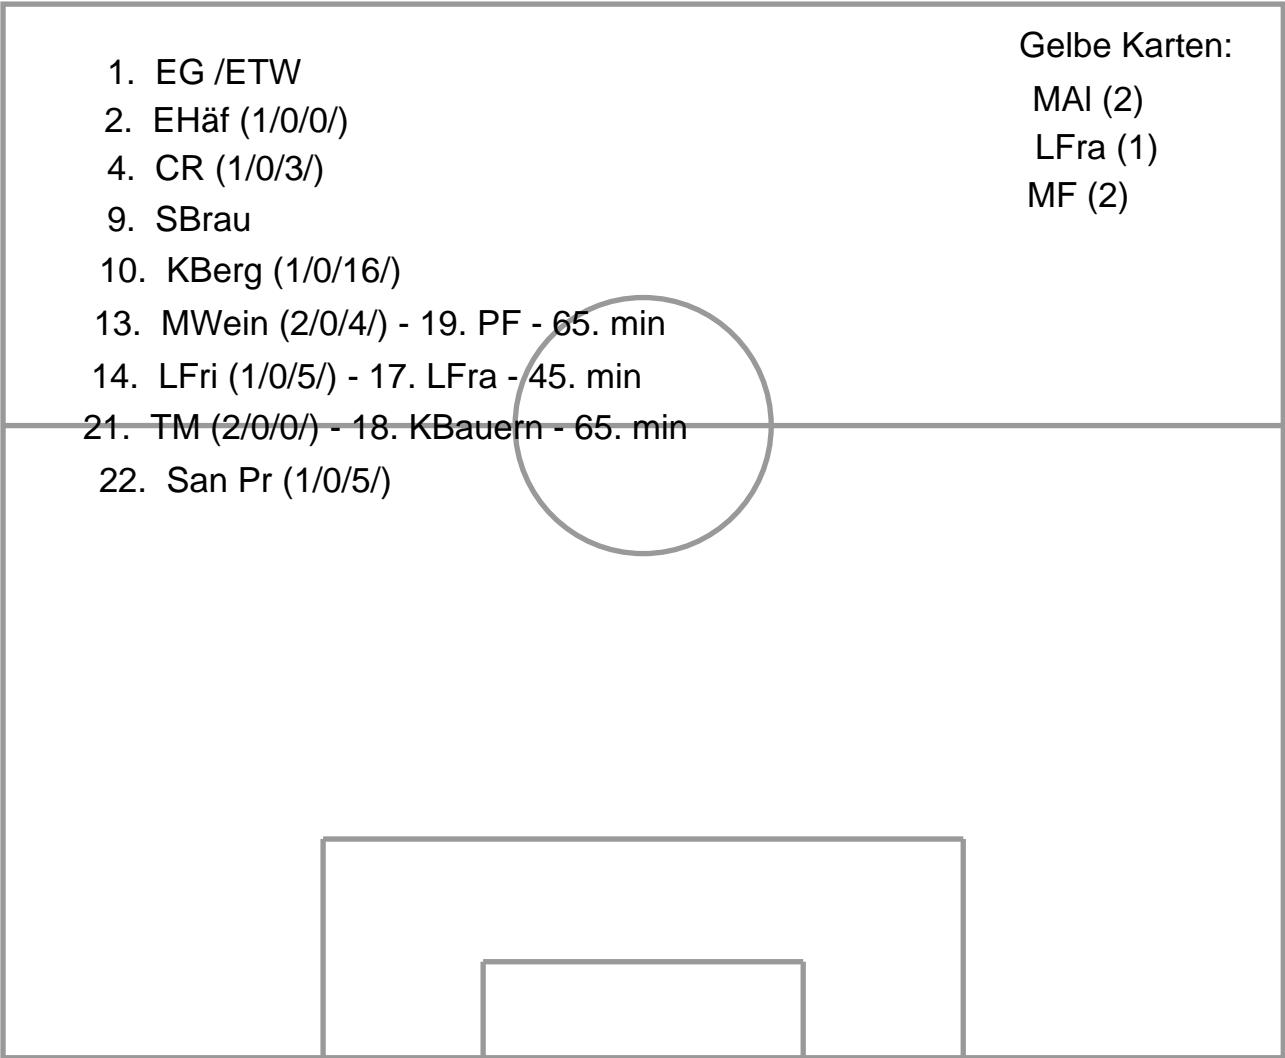 1. EG /ETW
2. EHäf (1/0/0/)
4. CR (1/0/3/)
9. SBrau
10. KBerg (1/0/16/)
13. MWein (2/0/4/) - 19. PF - 65. min
14. LFri (1/0/5/) - 17. LFra - 45. min
21. TM (2/0/0/) - 18. KBauern - 65. min
22. San Pr (1/0/5/)
Gelbe Karten:
MAl (2)
LFra (1)
MF (2)